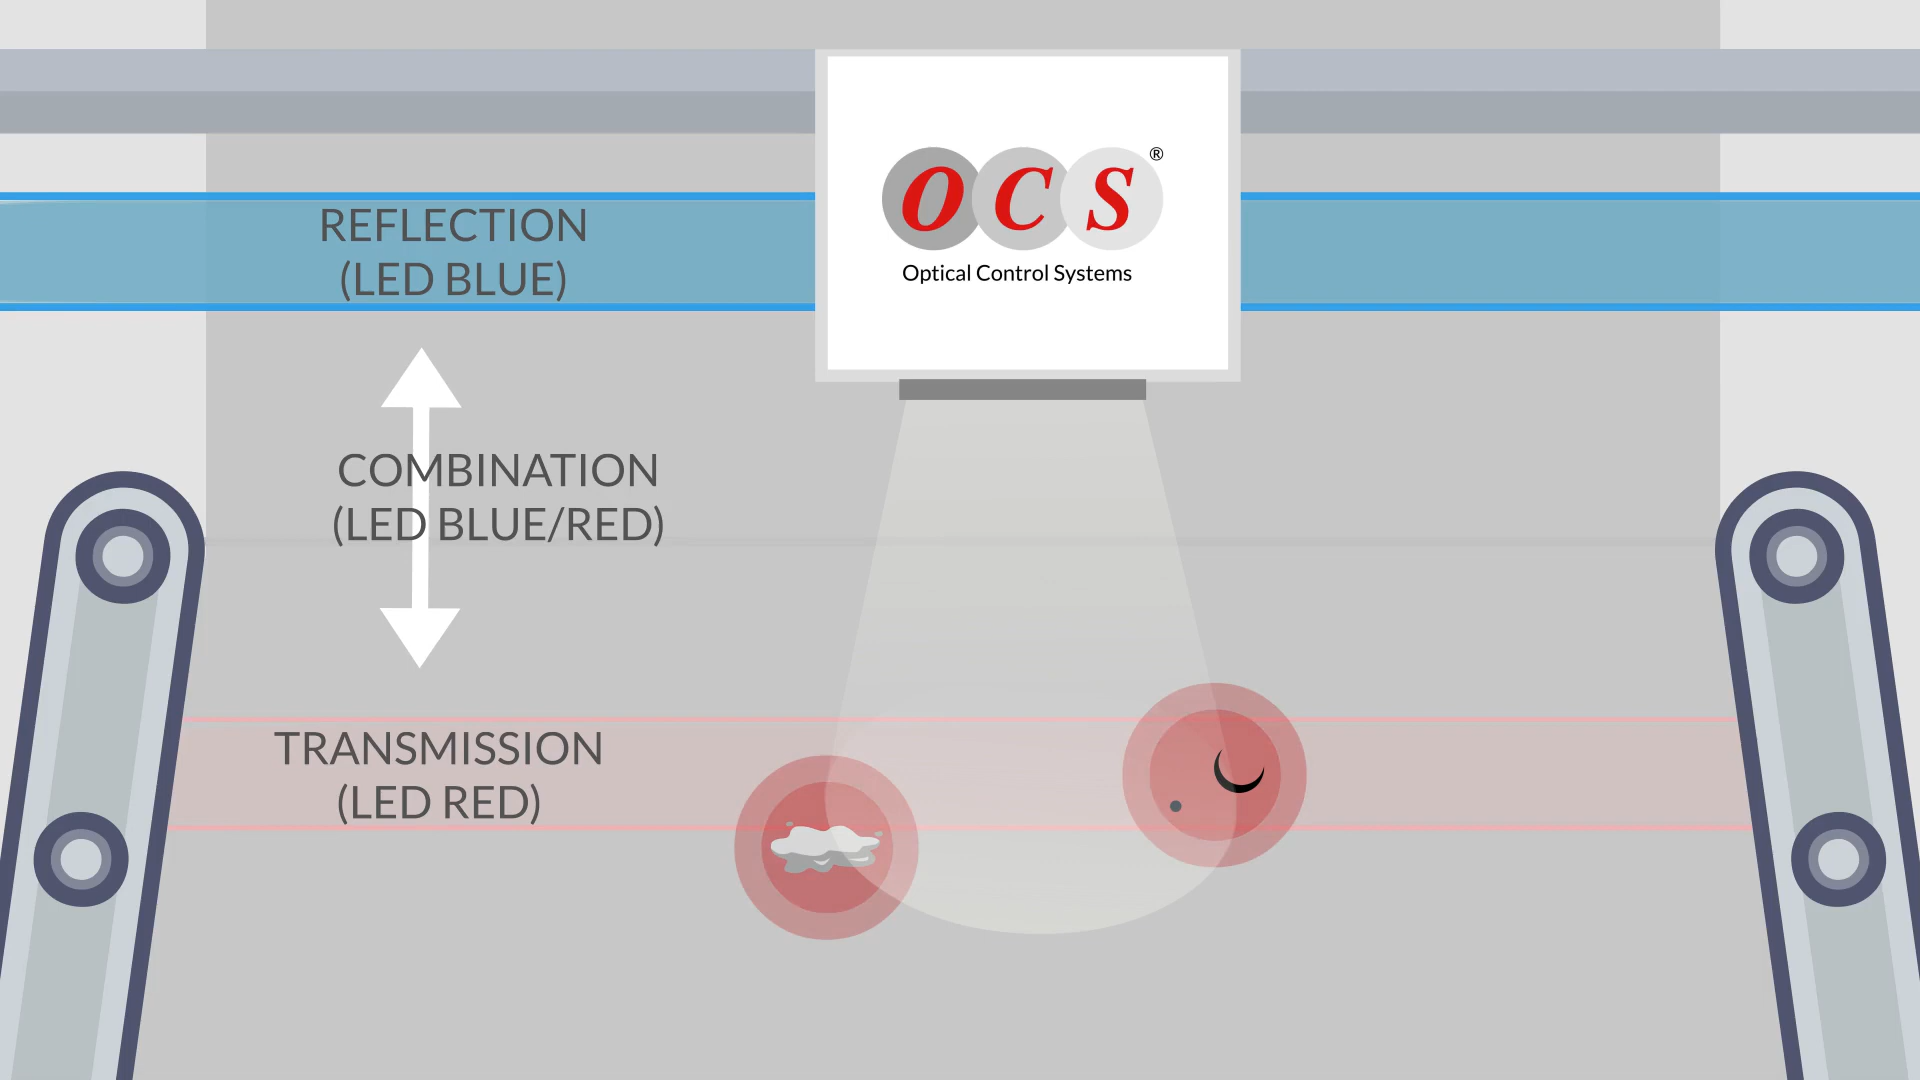 OCS®
Optical Control Systems
REFLECTION
(LED BLUE)
COMBINATION
(LED BLUE/RED)
TRANSMISSION
(LED RED)